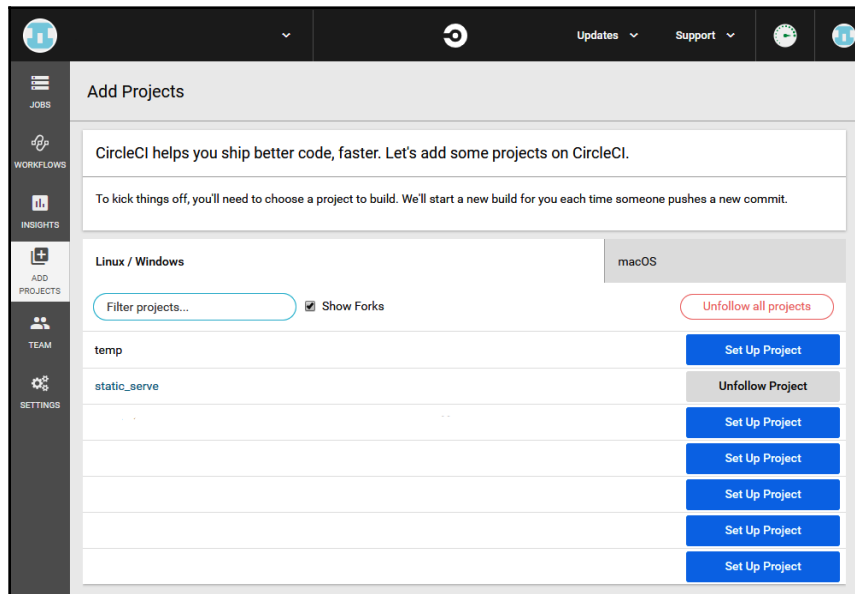 Updates
Support
JOBS
WORKFLOWS
INSIGHTS
ADD
PROJECTS
TEAM
SETTINGS
Add Projects
CircleCI helps you ship better code, faster. Let's add some projects on CircleCI.
To kick things off, you'll need to choose a project to build. We'll start a new build for you each time someone pushes a new commit.
Linux / Windows
macOS
Filter projects...
Show Forks
Unfollow all projects
temp
Set Up Project
static_serve
Unfollow Project
Set Up Project
Set Up Project
Set Up Project
Set Up Project
Set Up Project